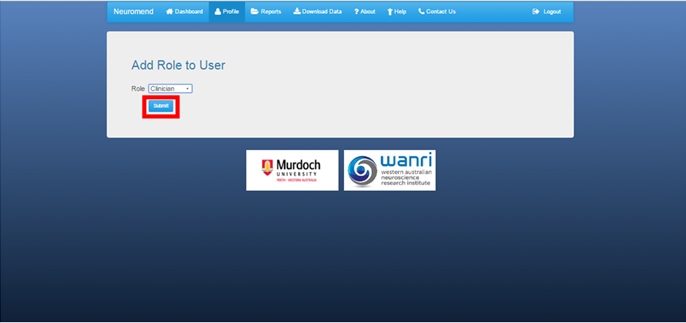 Neuromend Dashboard Profile Reports Download Data ? About Help Contact Us Logout
Add Role to User
Role Clinician
Submit
Murdoch
UNIVERSITY
PERTH · WESTERN AUSTRALIA
wanri
western australian
neuroscience
research institute